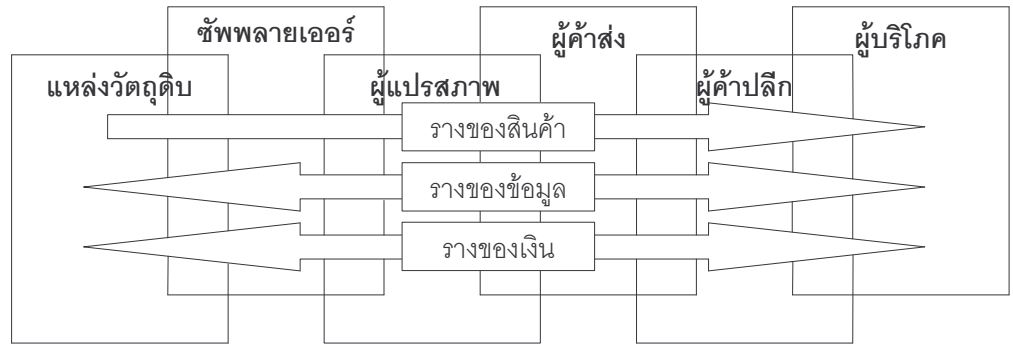 ซัพพลายเออร์
ผู้ค้าส่ง
ผู้บริโภค
แหล่งวัตถุดิบ
ผู้แปรสภาพ
ผู้ค้าปลีก
รางของสินค้า
รางของข้อมูล
รางของเงิน